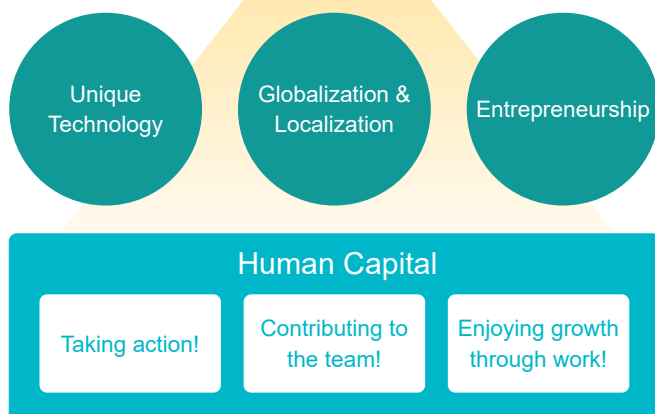 Unique
Technology
Globalization &
Localization
Entrepreneurship
Human Capital
Taking action!
Contributing to
the team!
Enjoying growth
through work!